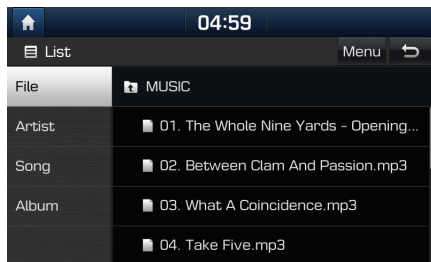 04:59
List Menu
File MUSIC
Artist 01. The Whole Nine Yards - Opening...
Song 02. Between Clam And Passion.mp3
Album 03. What A Coincidence.mp3
04. Take Five.mp3